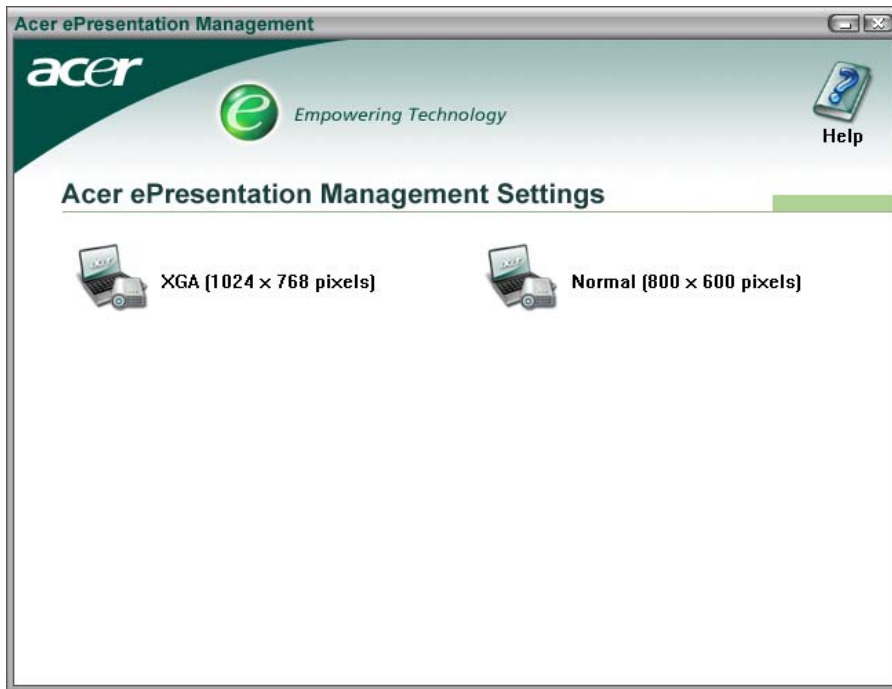 Acer ePresentation Management
acer
e Empowering Technology
Help
Acer ePresentation Management Settings
XGA (1024 x 768 pixels)
Normal (800 x 600 pixels)